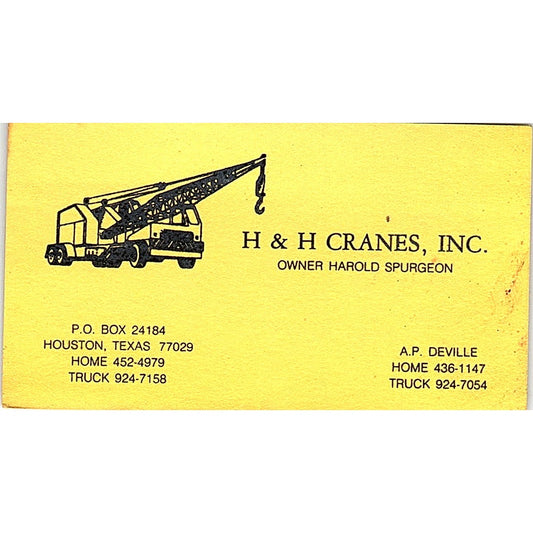 H & H CRANES, INC.
OWNER HAROLD SPURGEON
P.O. BOX 24184
HOUSTON, TEXAS 77029
HOME 452-4979
TRUCK 924-7158
A.P. DEVILLE
HOME 436-1147
TRUCK 924-7054